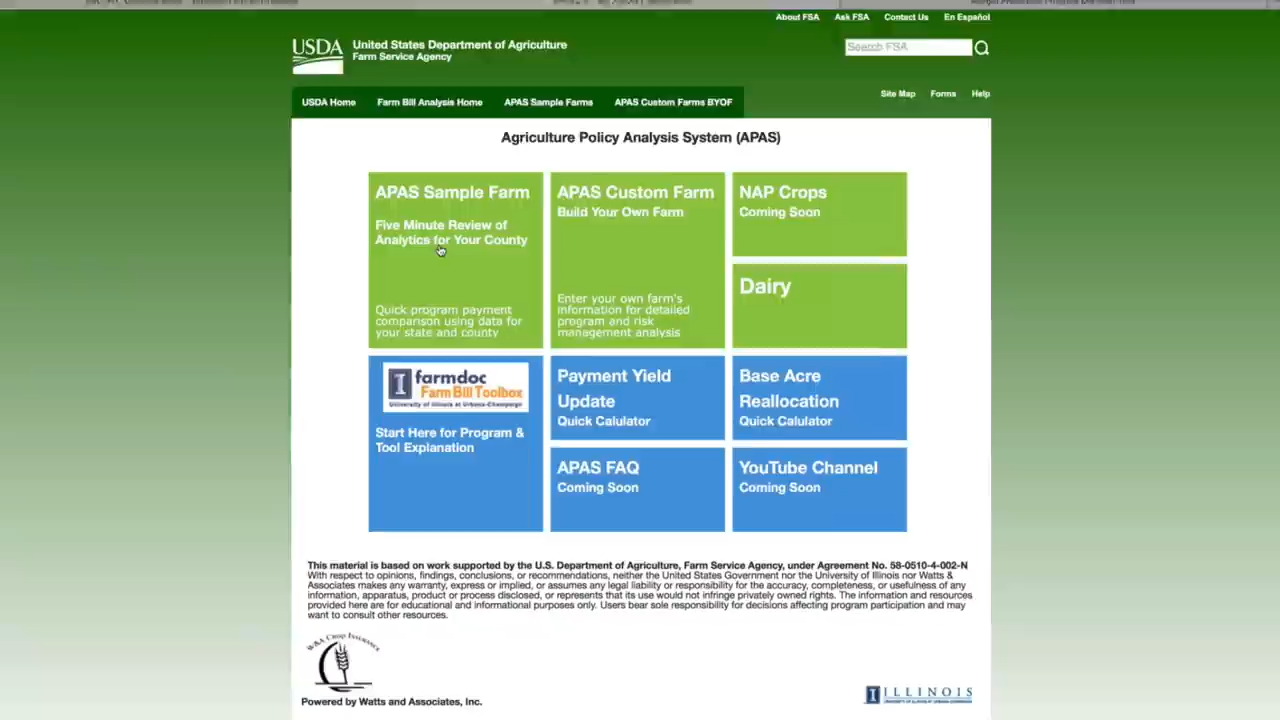 About FSA Ask FSA Contact Us En Español
USDA
United States Department of Agriculture
Farm Service Agency
Search FSA
Site Map Forms Help
USDA Home Farm Bill Analysis Home APAS Sample Farms APAS Custom Farms BYOF
Agriculture Policy Analysis System (APAS)
APAS Sample Farm
Five Minute Review of
Analytics for Your County
Quick program payment
comparison using data for
your state and county
APAS Custom Farm
Build Your Own Farm
Enter your own farm's
information for detailed
program and risk
management analysis
NAP Crops
Coming Soon
Dairy
I farmdoc
Farm Bill Toolbox
University of Illinois at Urbana-Champaign
Start Here for Program &
Tool Explanation
Payment Yield
Update
Quick Calulator
Base Acre
Reallocation
Quick Calulator
APAS FAQ
Coming Soon
YouTube Channel
Coming Soon
This material is based on work supported by the U.S. Department of Agriculture, Farm Service Agency, under Agreement No. 58-0510-4-002-N
With respect to opinions, findings, conclusions, or recommendations, neither the United States Government nor the University of Illinois nor Watts &
Associates makes any warranty, express or implied, or assumes any legal liability or responsibility for the accuracy, completeness, or usefulness of any
information, apparatus, product or process disclosed, or represents that its use would not infringe privately owned rights. The information and resources
provided here are for educational and informational purposes only. Users bear sole responsibility for decisions affecting program participation and may
want to consult other resources.
W&A Crop Insurance
Powered by Watts and Associates, Inc.
I ILLINOIS
UNIVERSITY OF ILLINOIS AT URBANA-CHAMPAIGN